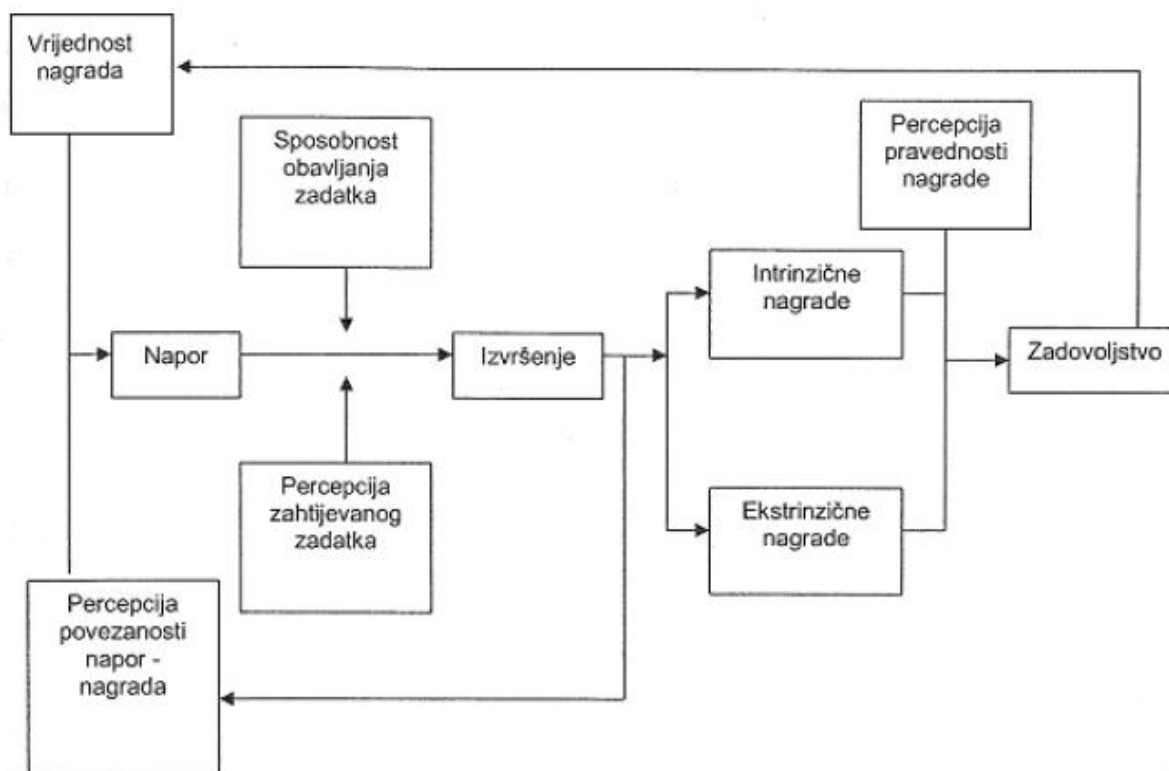 Vrijednost
nagrada
Sposobnost
obavljanja
zadatka
Percepcija
pravednosti
nagrade
Intrinzične
nagrade
Napor
Izvršenje
Zadovoljstvo
Percepcija
zahtijevanog
zadatka
Ekstrinzične
nagrade
Percepcija
povezanosti
napor -
nagrada